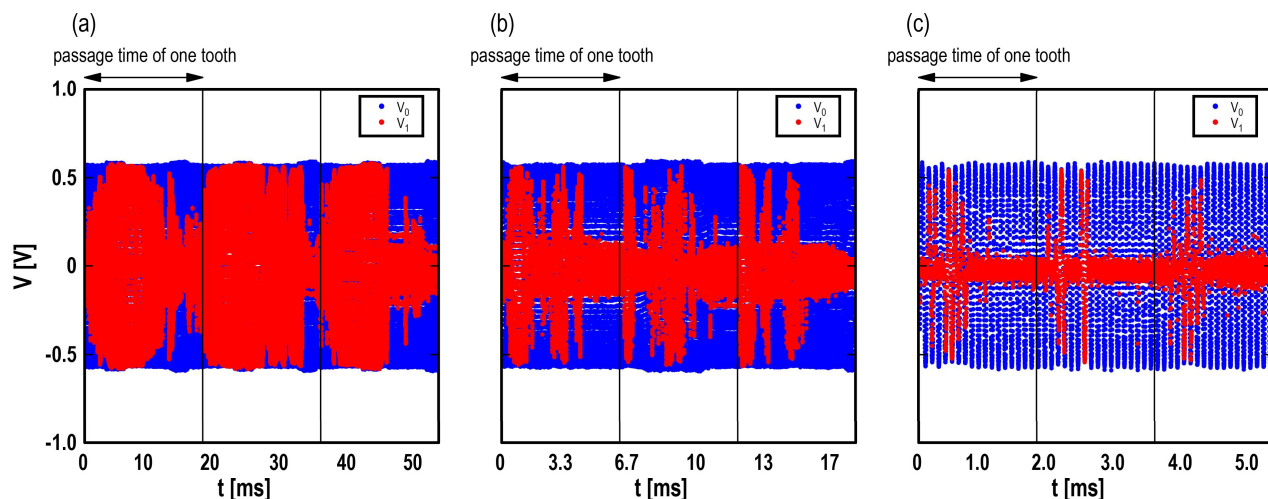 (a)
passage time of one tooth
V [V]
1.0
0.5
0
-0.5
-1.0
V0
V1
0 10 20 30 40 50
t [ms]
(b)
passage time of one tooth
V0
V1
0 3.3 6.7 10 13 17
t [ms]
(c)
passage time of one tooth
V0
V1
0 1.0 2.0 3.0 4.0 5.0
t [ms]